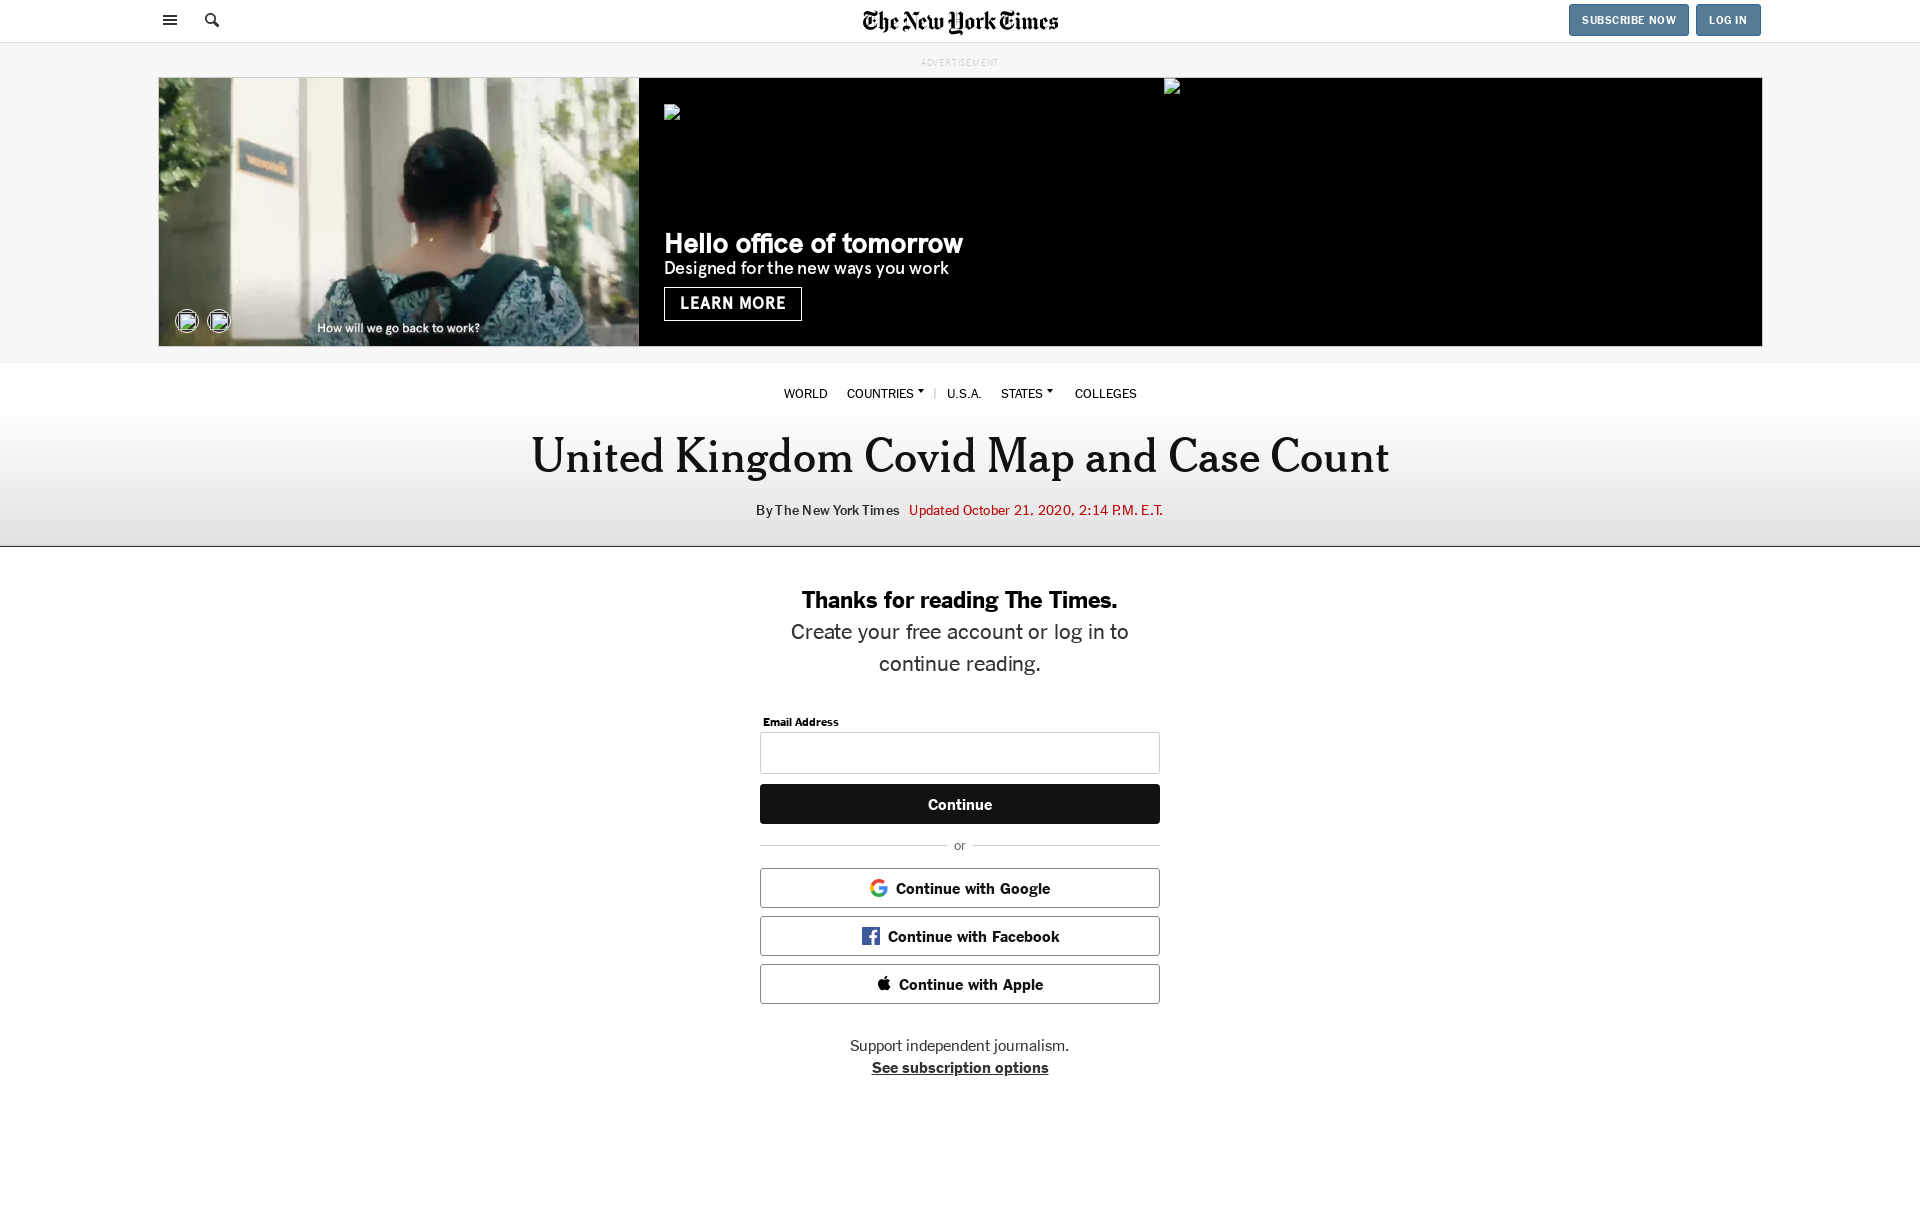 The New York Times
SUBSCRIBE NOW
LOG IN
ADVERTISEMENT
Hello office of tomorrow
Designed for the new ways you work
LEARN MORE
How will we go back to work?
WORLD COUNTRIES | U.S.A. STATES COLLEGES
United Kingdom Covid Map and Case Count
By The New York Times Updated October 21, 2020, 2:14 P.M. E.T.
Thanks for reading The Times.
Create your free account or log in to
continue reading.
Email Address
Continue
or
Continue with Google
Continue with Facebook
Continue with Apple
Support independent journalism.
See subscription options